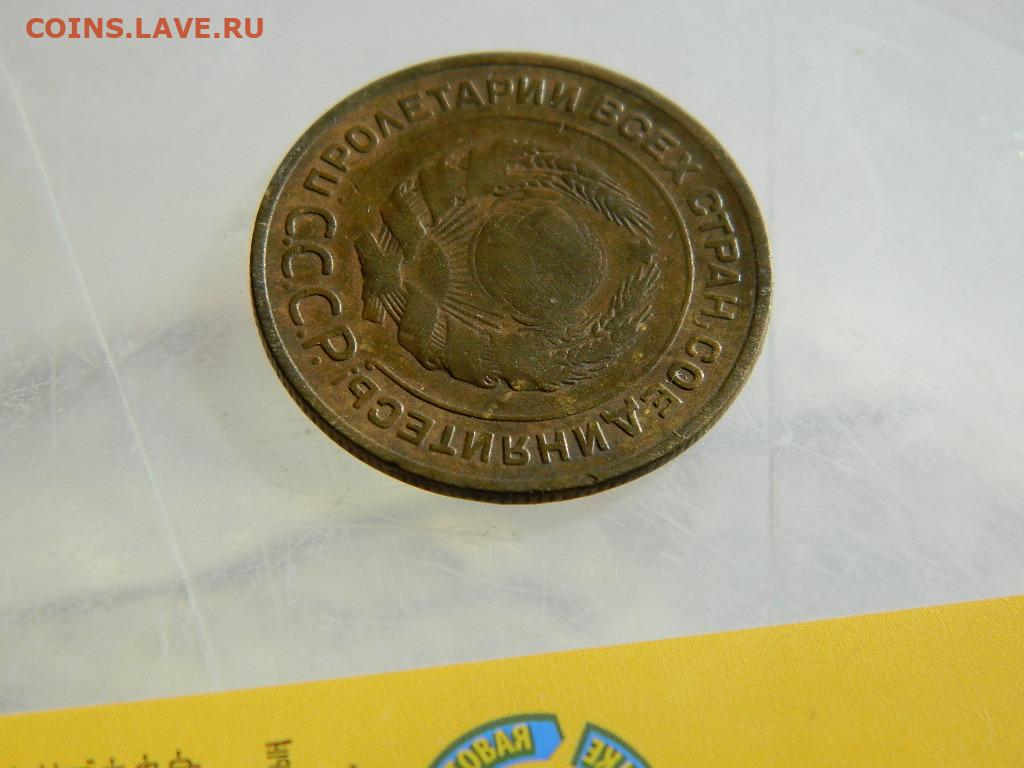 COINS.LAVE.RU
ПРОЛЕТАРИИ ВСЕХ СТРАН, СОЕДИНЯЙТЕСЬ!
Р.С.С.С.